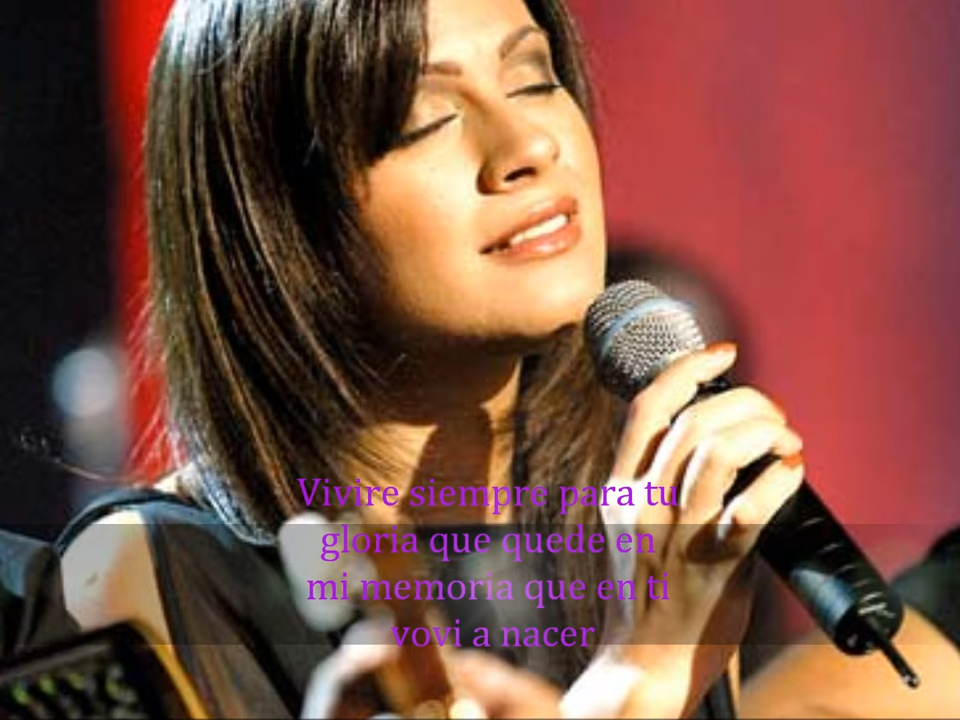 Vivire siempre para tu
gloria que quede en
mi memoria que en ti
vovi a nacer